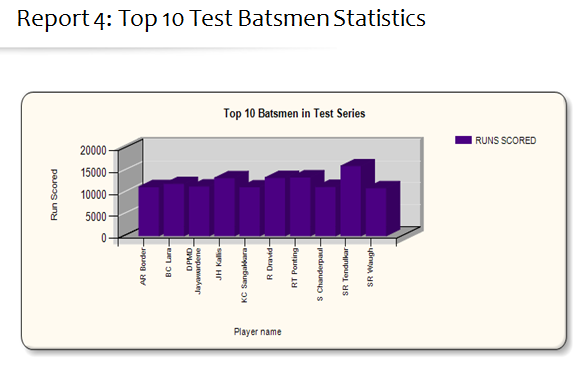 Report 4: Top 10 Test Batsmen Statistics
Top 10 Batsmen in Test Series
RUNS SCORED
Run Scored
20000
15000
10000
5000
0
AR Border
BC Lara
DPMD
Jayawardene
JH Kallis
KC Sangakkara
R Dravid
RT Ponting
S Chanderpaul
SR Tendulkar
SR Waugh
Player name